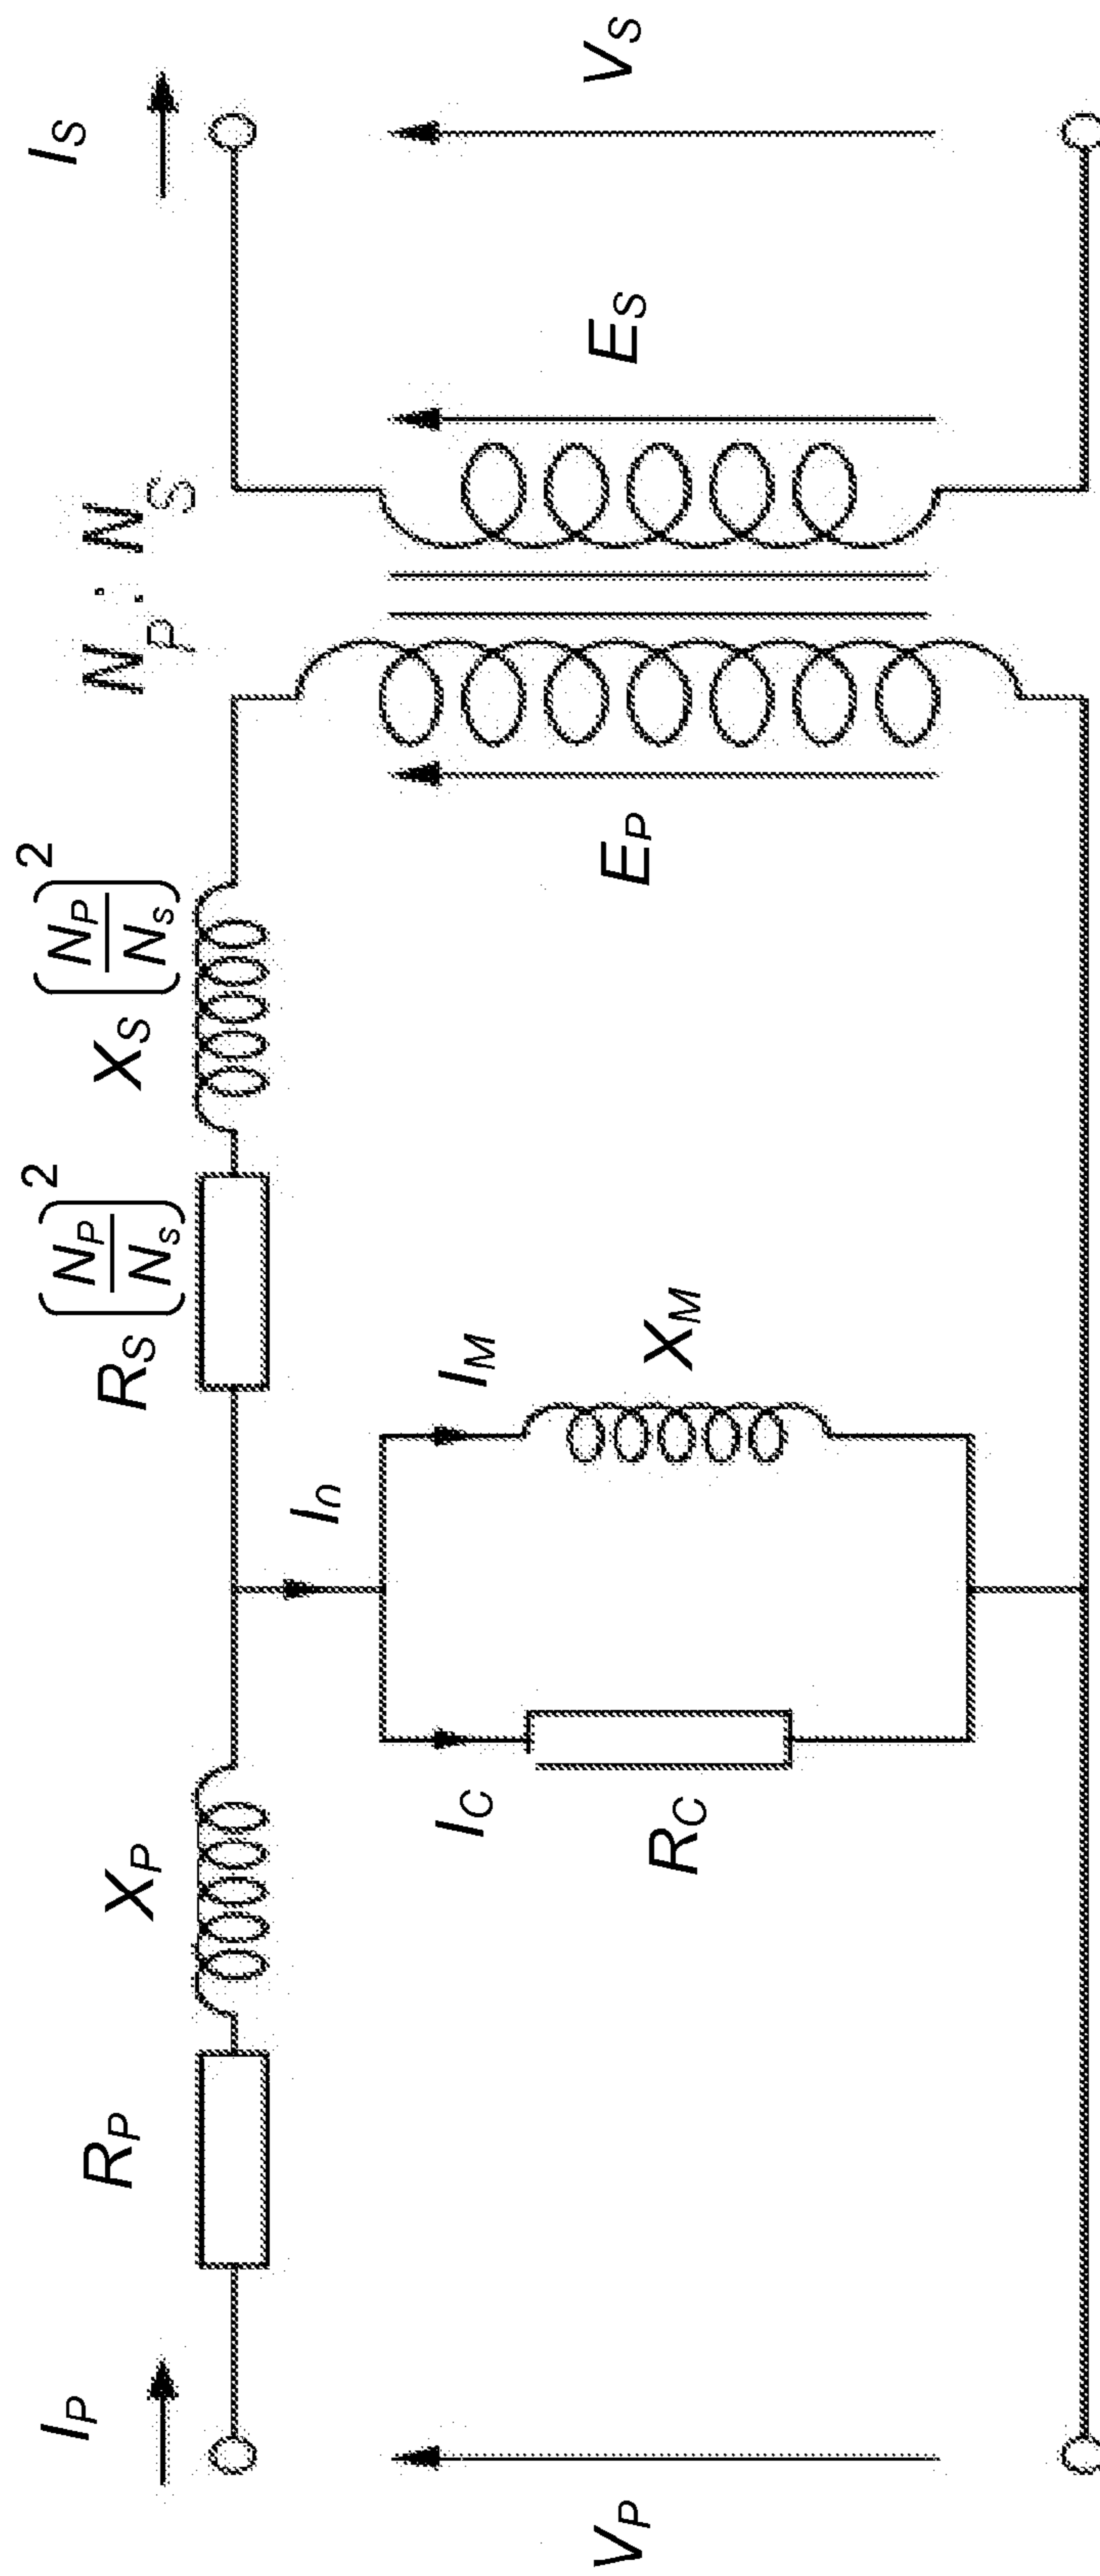 I_P
R_P
X_P
R_S (N_P/N_s)^2
X_S (N_P/N_s)^2
N_P : N_S
I_S
I_0
I_C
I_M
R_C
X_M
V_P
E_P
E_S
V_S